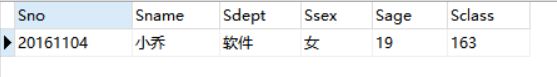 Sno Sname Sdept Ssex Sage Sclass
20161104 小乔 软件 女 19 163